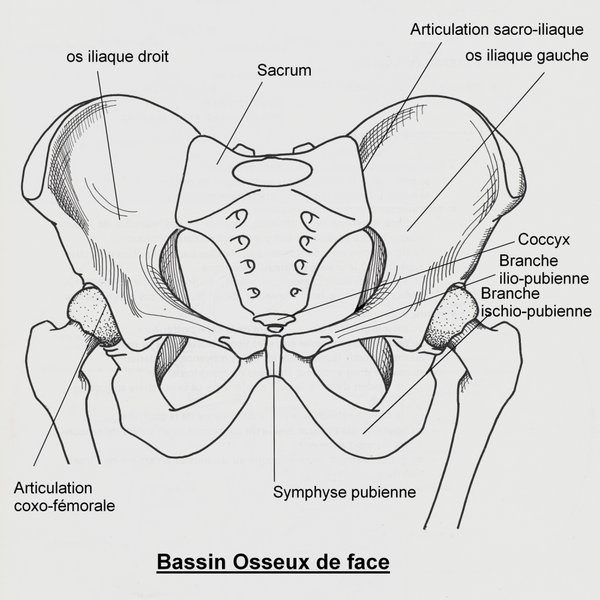 Articulation sacro-iliaque
os iliaque droit
os iliaque gauche
Sacrum
Coccyx
Branche
ilio-pubienne
Branche
ischio-pubienne
Articulation
coxo-fémorale
Symphyse pubienne
Bassin Osseux de face